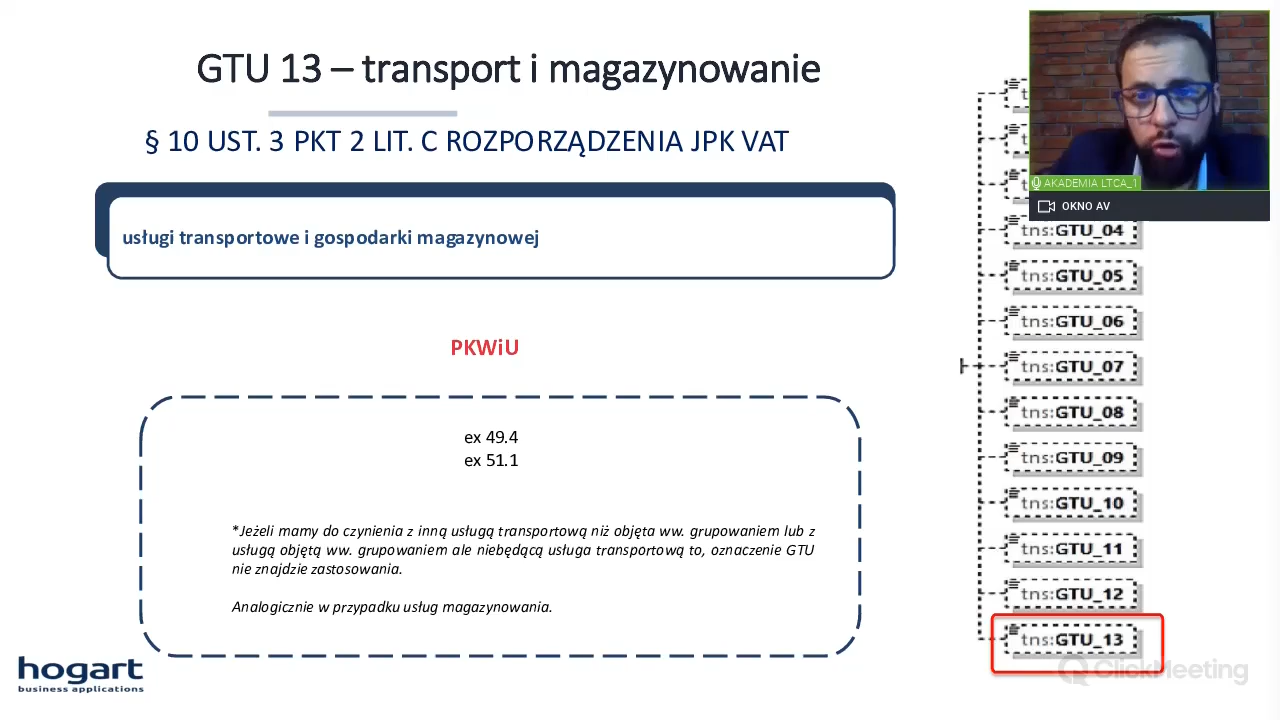 GTU 13 – transport i magazynowanie
§ 10 UST. 3 PKT 2 LIT. C ROZPORZĄDZENIA JPK VAT
usługi transportowe i gospodarki magazynowej
PKWiU
ex 49.4
ex 51.1
*Jeżeli mamy do czynienia z inną usługą transportową niż objęta ww. grupowaniem lub z
usługą objętą ww. grupowaniem ale niebędącą usługa transportową to, oznaczenie GTU
nie znajdzie zastosowania.
Analogicznie w przypadku usług magazynowania.
hogart
business applications
AKADEMIA LTCA_1
OKNO AV
tns:GTU_04
tns:GTU_05
tns:GTU_06
tns:GTU_07
tns:GTU_08
tns:GTU_09
tns:GTU_10
tns:GTU_11
tns:GTU_12
tns:GTU_13
ClickMeeting